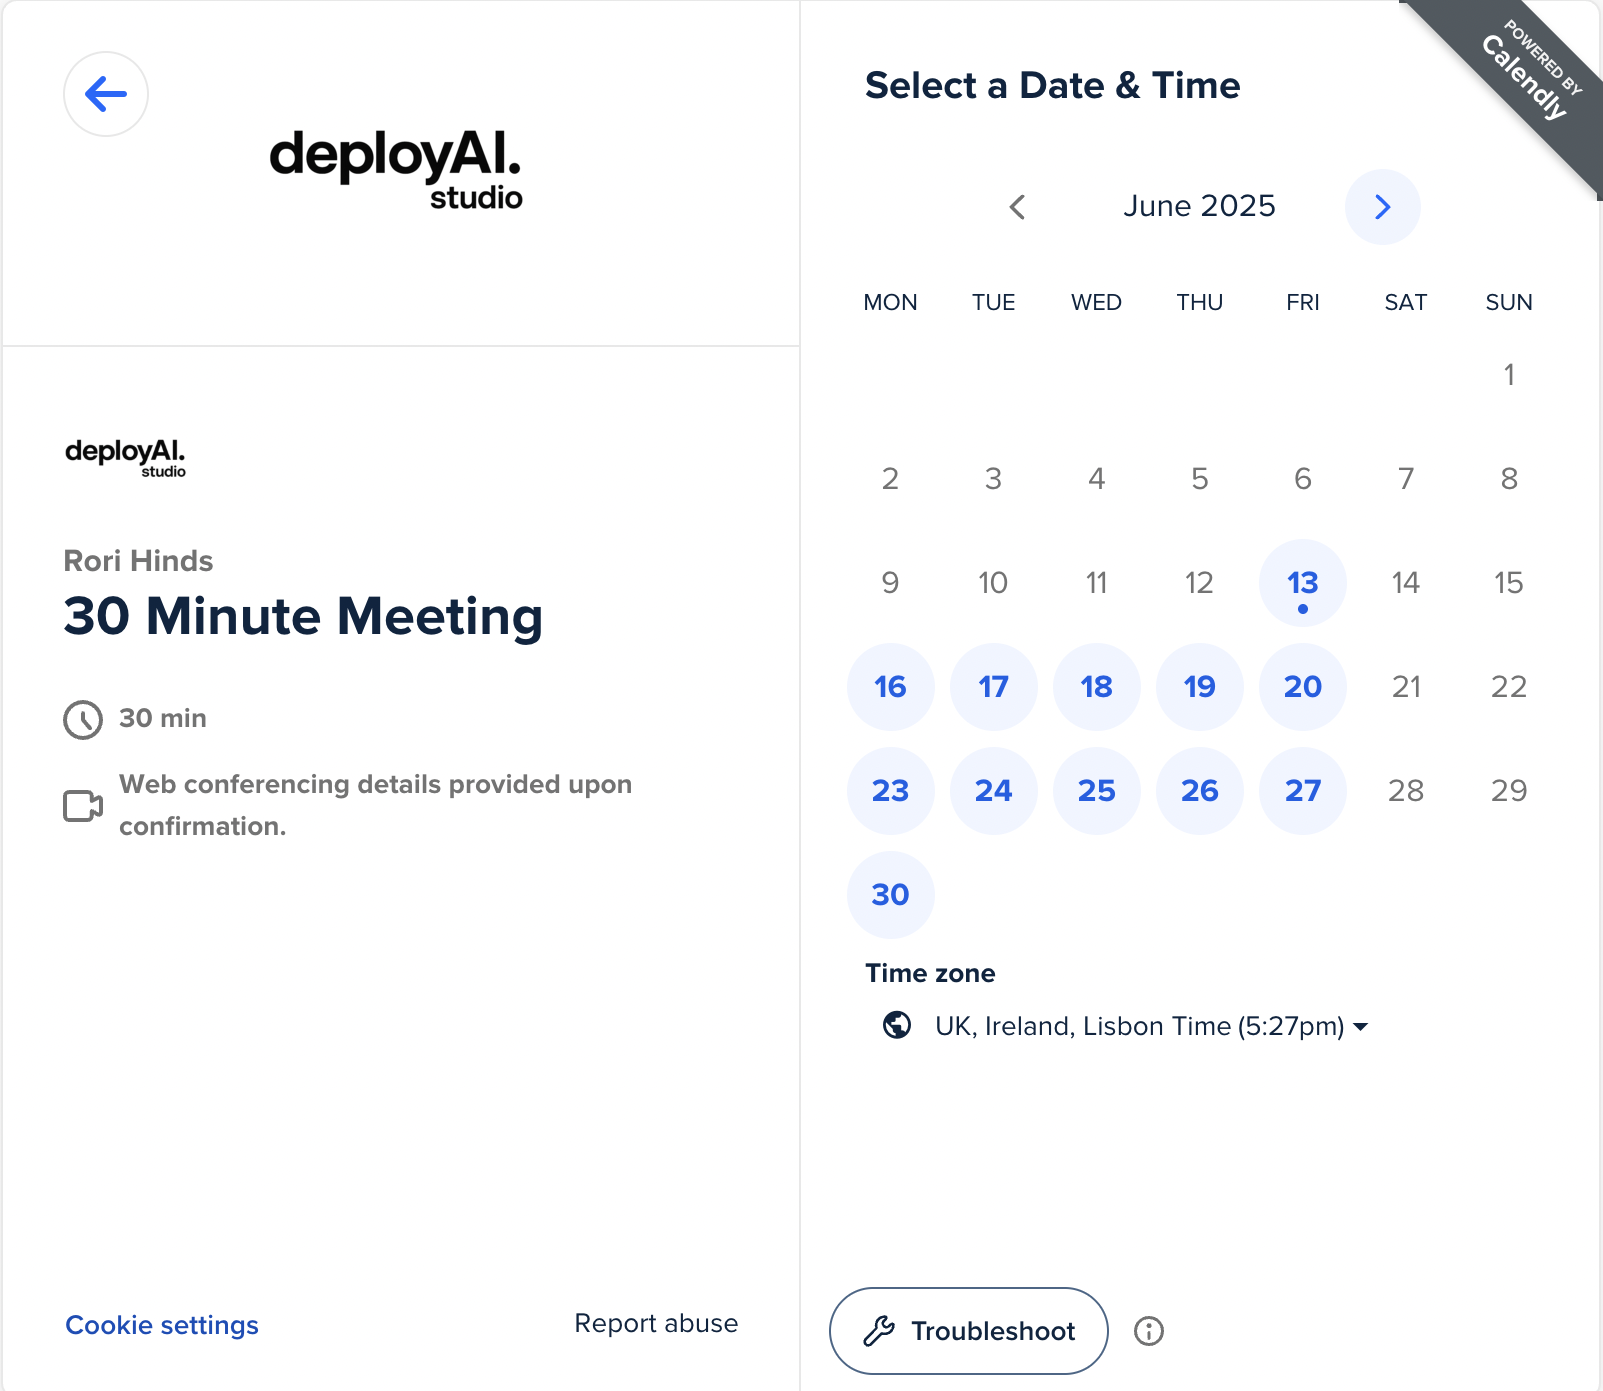 deployAI.
studio
deployAI.
studio
Rori Hinds
30 Minute Meeting
30 min
Web conferencing details provided upon
confirmation.
Cookie settings
Report abuse
POWERED BY
Calendly
Select a Date & Time
June 2025
MON TUE WED THU FRI SAT SUN
1
2 3 4 5 6 7 8
9 10 11 12 13 14 15
16 17 18 19 20 21 22
23 24 25 26 27 28 29
30
Time zone
UK, Ireland, Lisbon Time (5:27pm)
Troubleshoot